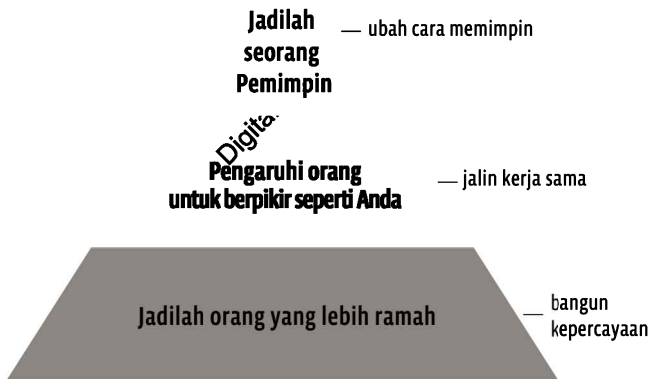 Jadilah
seorang
Pemimpin
— ubah cara memimpin
Digita
Pengaruhi orang
untuk berpikir seperti Anda
— jalin kerja sama
Jadilah orang yang lebih ramah
— bangun
kepercayaan